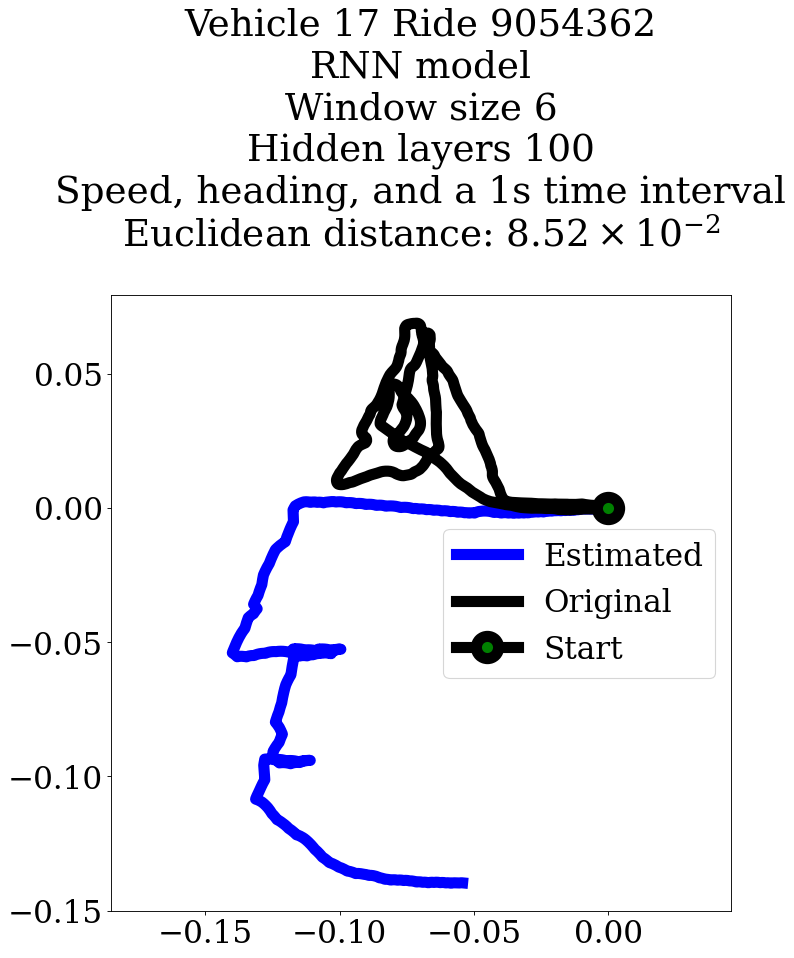 Vehicle 17 Ride 9054362
RNN model
Window size 6
Hidden layers 100
Speed, heading, and a 1s time interval
Euclidean distance: 8.52 × 10⁻²
0.05
0.00
−0.05
−0.10
−0.15
Estimated
Original
Start
−0.15
−0.10
−0.05
0.00